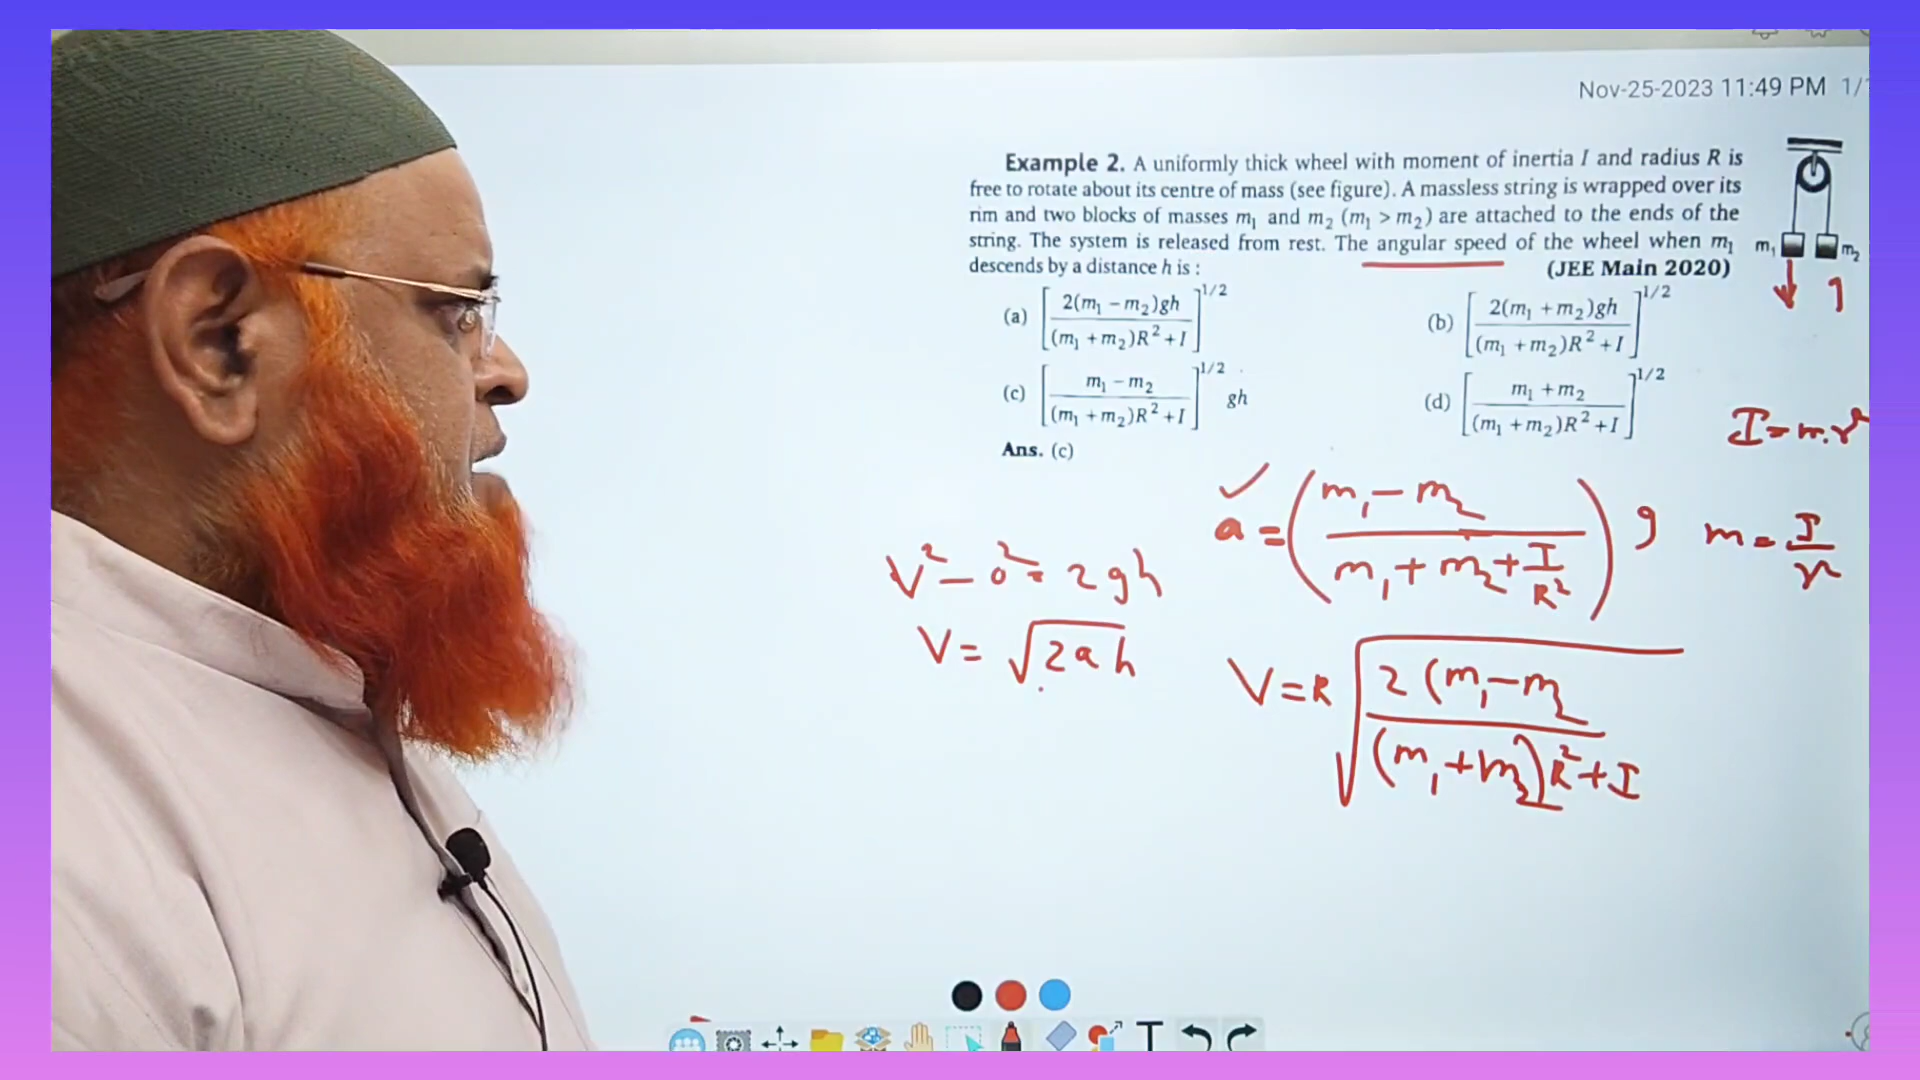 Nov-25-2023 11:49 PM 1/
Example 2. A uniformly thick wheel with moment of inertia I and radius R is
free to rotate about its centre of mass (see figure). A massless string is wrapped over its
rim and two blocks of masses m₁ and m₂ (m₁ > m₂) are attached to the ends of the
string. The system is released from rest. The angular speed of the wheel when m₁
descends by a distance h is :
(JEE Main 2020)
m₁ m₂
(a) [2(m₁ − m₂)gh / (m₁ + m₂)R² + I]^1/2
(b) [2(m₁ + m₂)gh / (m₁ + m₂)R² + I]^1/2
(c) [m₁ − m₂ / (m₁ + m₂)R² + I]^1/2 gh
(d) [m₁ + m₂ / (m₁ + m₂)R² + I]^1/2
Ans. (c)
I = m.r²
a = (m₁ − m₂ / m₁ + m₂ + I/R²) g
m = I/r
V² − 0² = 2gh
V = √2ah
V = R √2(m₁ − m₂ / (m₁ + m₂)R² + I
T